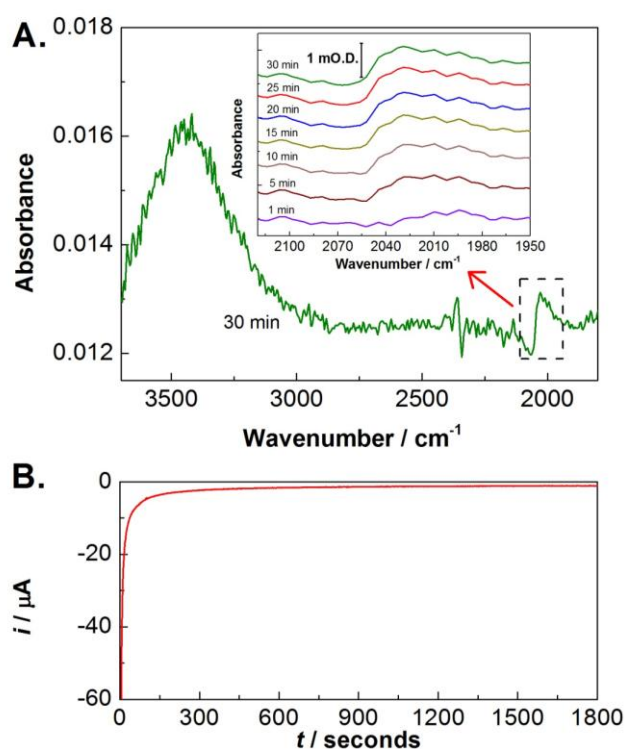 A.
0.018
0.016
0.014
0.012
Absorbance
3500
3000
2500
2000
Wavenumber / cm⁻¹
30 min
1 mO.D.
30 min
25 min
20 min
15 min
10 min
5 min
1 min
Absorbance
2100
2070
2040
2010
1980
1950
Wavenumber / cm⁻¹
B.
0
-20
-40
-60
i / μA
0
300
600
900
1200
1500
1800
t / seconds